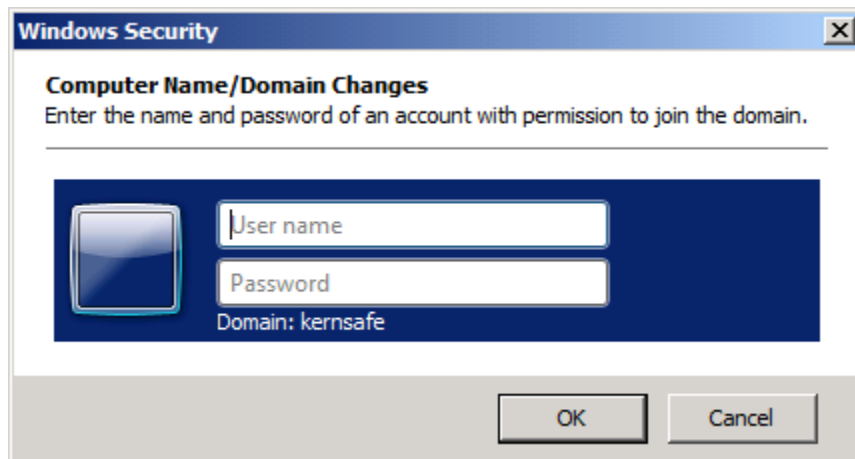 Windows Security
Computer Name/Domain Changes
Enter the name and password of an account with permission to join the domain.
User name
Password
Domain: kernsafe
OK
Cancel